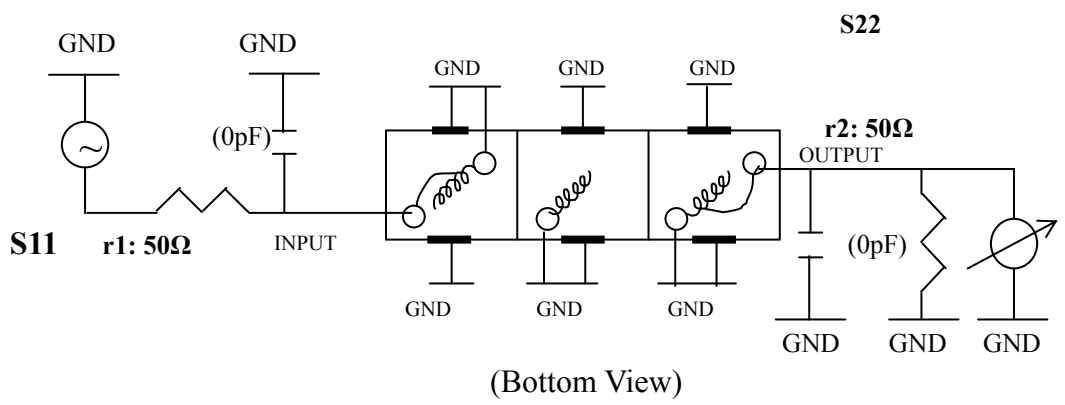 S22
GND
GND
GND
GND
GND
(0pF)
r2: 50Ω
OUTPUT
~
S11
r1: 50Ω
INPUT
(0pF)
GND
GND
GND
GND
GND
GND
(Bottom View)